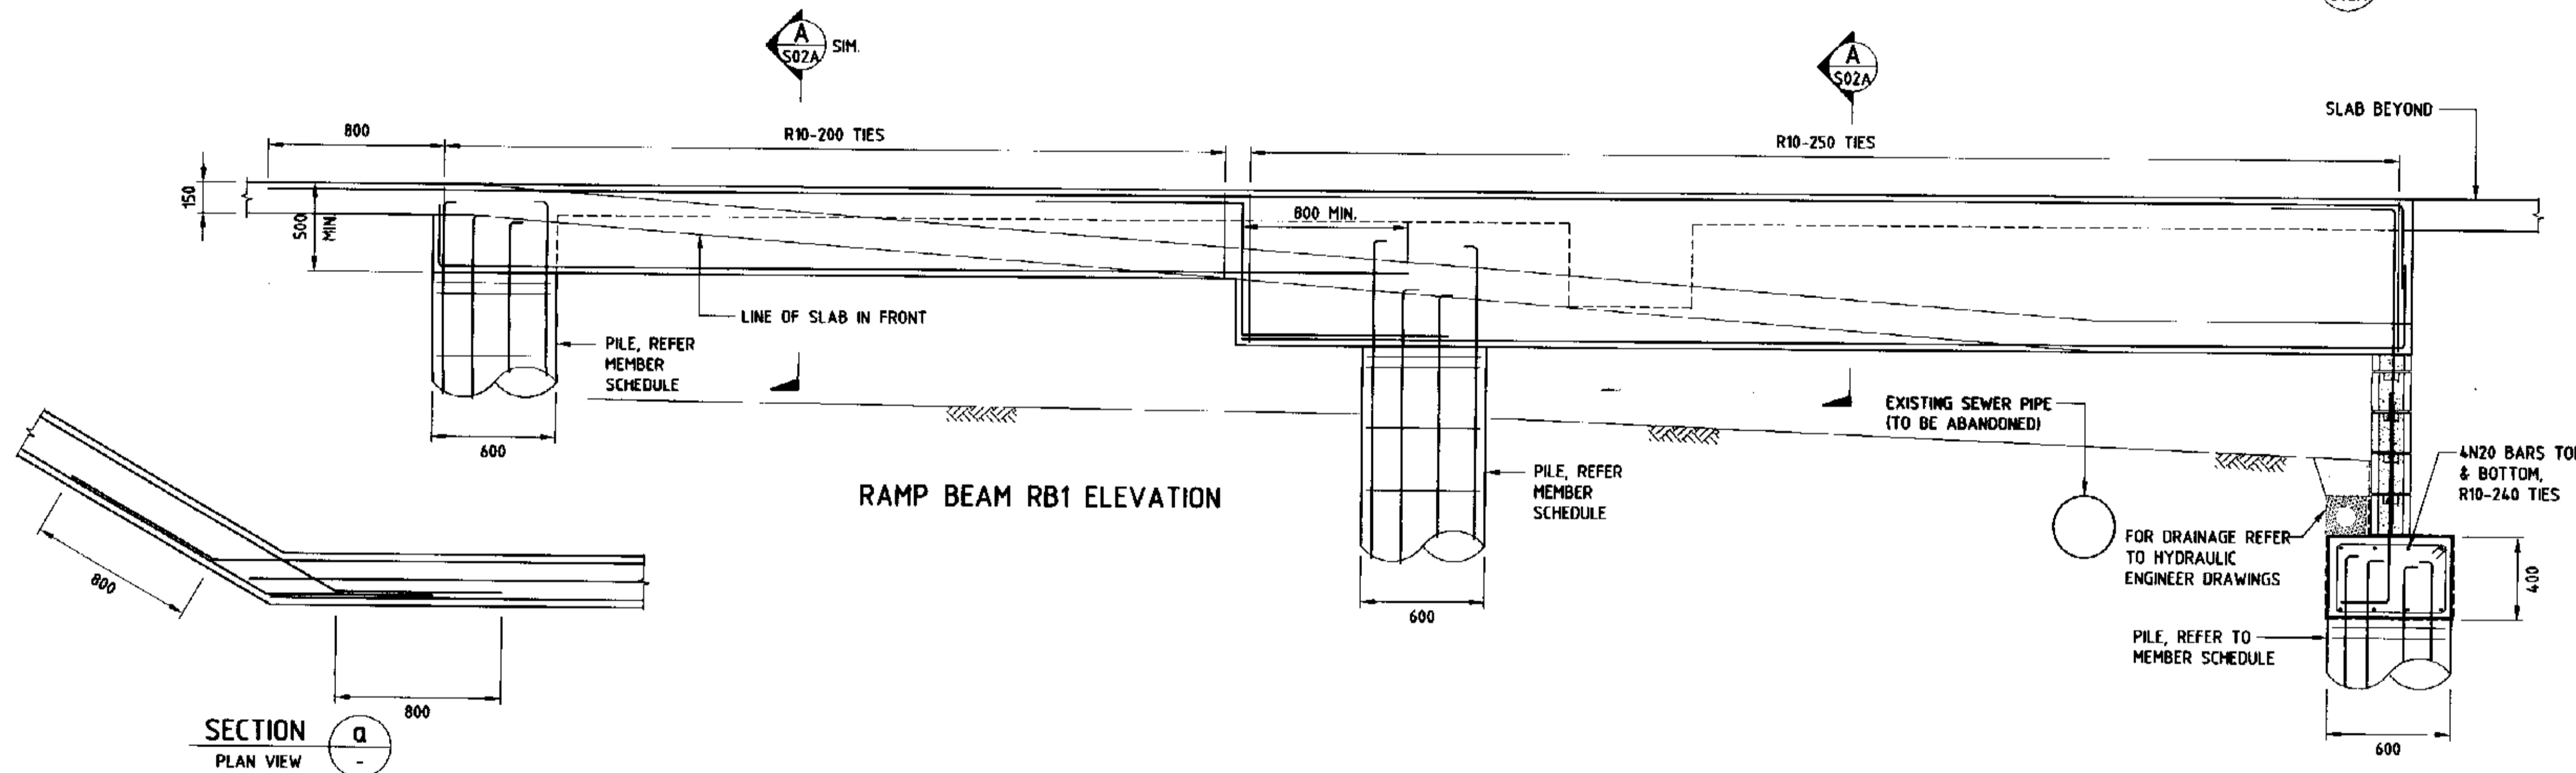 A
S02A
SIM.
A
S02A
SLAB BEYOND
800
R10-200 TIES
R10-250 TIES
150
500
MIN.
800 MIN.
LINE OF SLAB IN FRONT
PILE, REFER
MEMBER
SCHEDULE
600
EXISTING SEWER PIPE
(TO BE ABANDONED)
RAMP BEAM RB1 ELEVATION
PILE, REFER
MEMBER
SCHEDULE
4N20 BARS TO
& BOTTOM,
R10-240 TIES
FOR DRAINAGE REFER
TO HYDRAULIC
ENGINEER DRAWINGS
400
800
600
PILE, REFER TO
MEMBER SCHEDULE
800
600
SECTION
a
PLAN VIEW
-